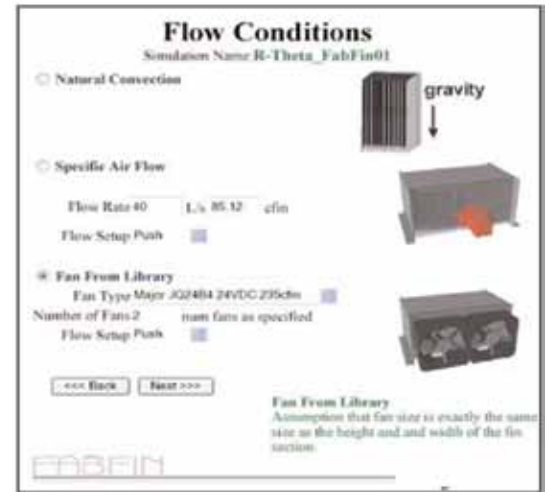 Flow Conditions
Simulation Name R-Theta_FabFin01
Natural Convection
gravity
Specific Air Flow
Flow Rate 40 L/s 85.12 cfm
Flow Setup Push
Fan From Library
Fan Type Major JQ24B4 24VDC 235cfm
Number of Fans 2 num fans as specified
Flow Setup Push
<<< Back Next >>>
Fan From Library
Assumption that fan size is exactly the same
size as the height and and width of the fin
section.
FABFIN